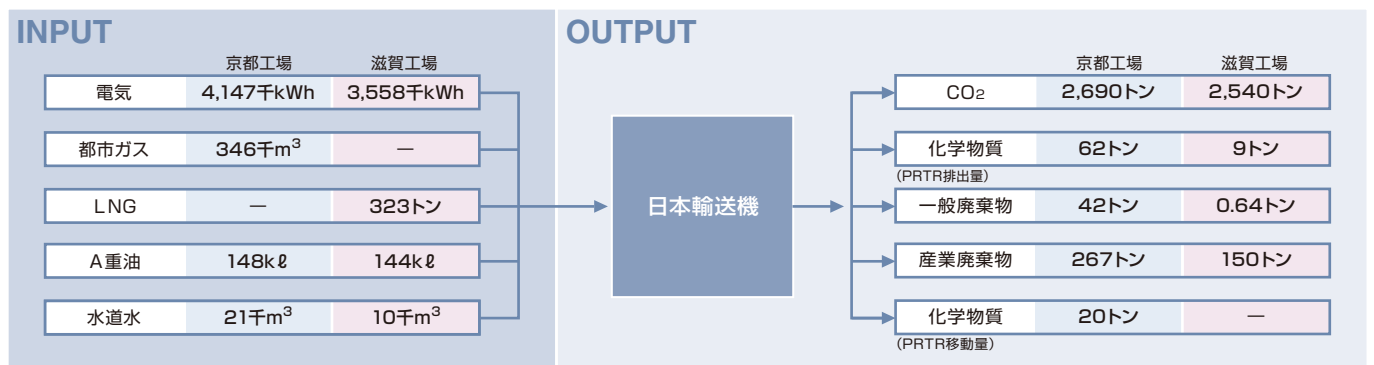 INPUT
京都工場 滋賀工場
電気 4,147千kWh 3,558千kWh
都市ガス 346千m³ ―
LNG ― 323トン
A重油 148kℓ 144kℓ
水道水 21千m³ 10千m³
日本輸送機
OUTPUT
京都工場 滋賀工場
CO₂ 2,690トン 2,540トン
化学物質 62トン 9トン
(PRTR排出量)
一般廃棄物 42トン 0.64トン
産業廃棄物 267トン 150トン
化学物質 20トン ―
(PRTR移動量)